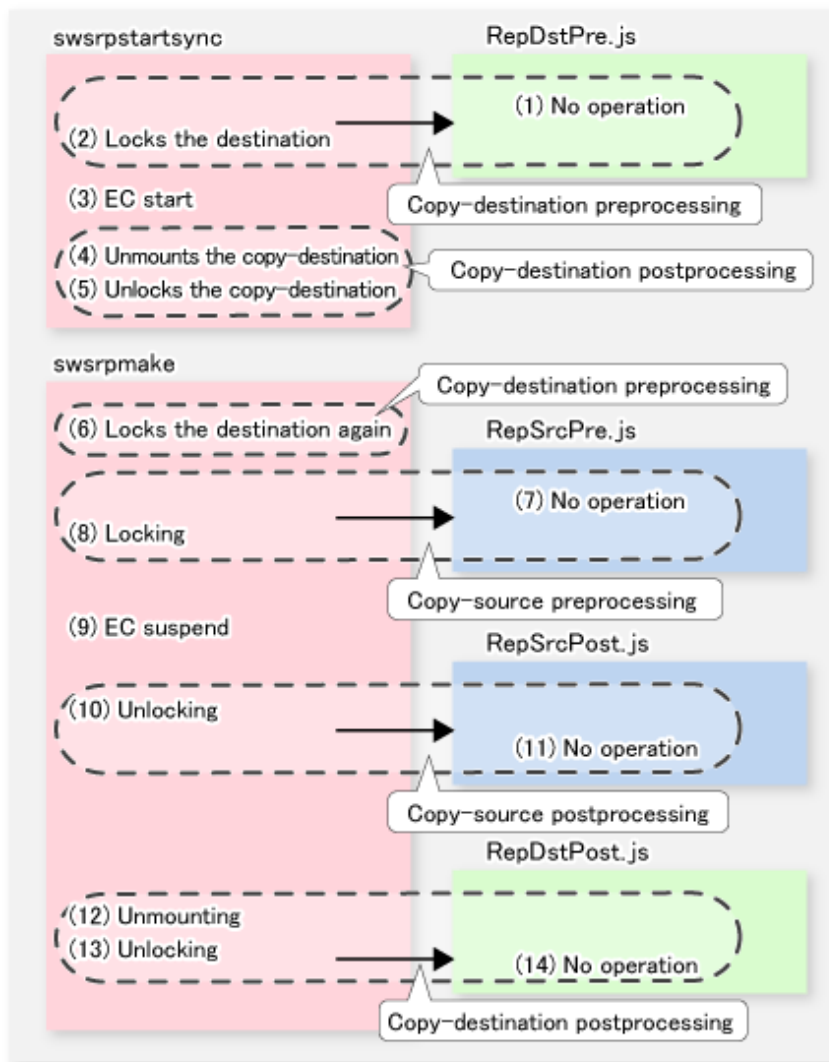 swsrpstartsync
RepDstPre.js
(1) No operation
(2) Locks the destination
Copy-destination preprocessing
(3) EC start
(4) Unmounts the copy-destination
(5) Unlocks the copy-destination
Copy-destination postprocessing
swsrpmake
Copy-destination preprocessing
(6) Locks the destination again
RepSrcPre.js
(7) No operation
(8) Locking
Copy-source preprocessing
(9) EC suspend
RepSrcPost.js
(10) Unlocking
(11) No operation
Copy-source postprocessing
RepDstPost.js
(12) Unmounting
(13) Unlocking
(14) No operation
Copy-destination postprocessing